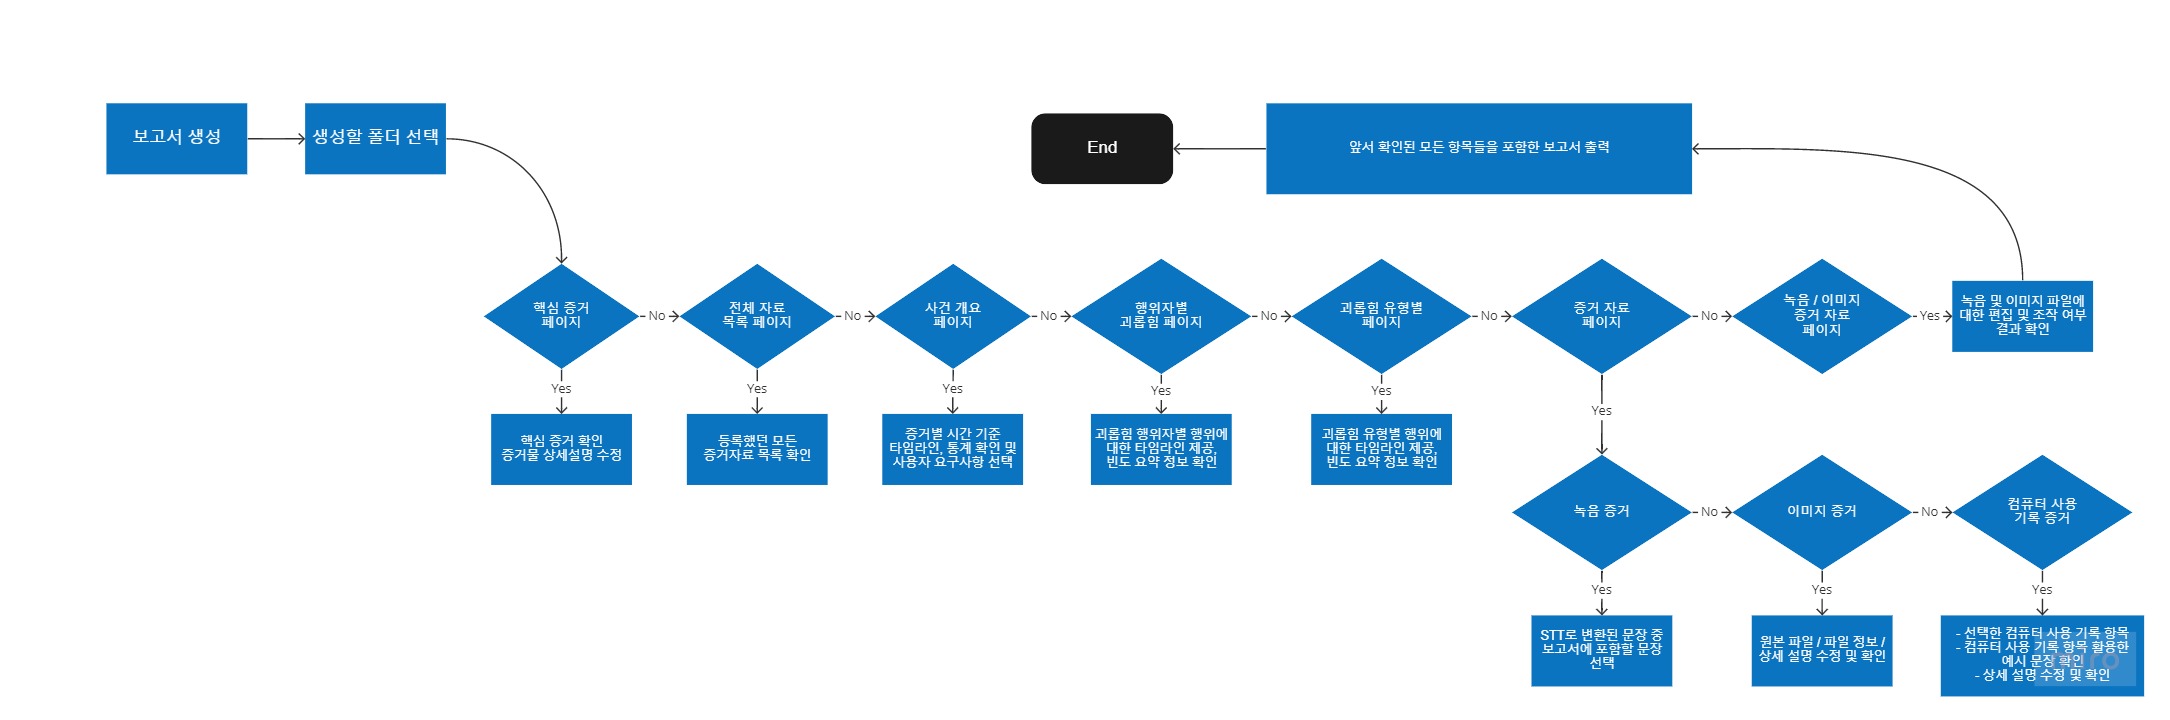 보고서 생성
생성할 폴더 선택
End
앞서 확인된 모든 항목들을 포함한 보고서 출력
핵심 증거
페이지
No
전체 자료
목록 페이지
No
사건 개요
페이지
No
행위자별
괴롭힘 페이지
No
괴롭힘 유형별
페이지
No
증거 자료
페이지
No
녹음 / 이미지
증거 자료
페이지
Yes
녹음 및 이미지 파일에
대한 편집 및 조작 여부
결과 확인
Yes
Yes
Yes
Yes
Yes
Yes
핵심 증거 확인
증거물 상세설명 수정
등록했던 모든
증거자료 목록 확인
증거별 시간 기준
타임라인, 통계 확인 및
사용자 요구사항 선택
괴롭힘 행위자별 행위에
대한 타임라인 제공,
빈도 요약 정보 확인
괴롭힘 유형별 행위에
대한 타임라인 제공,
빈도 요약 정보 확인
녹음 증거
No
이미지 증거
No
컴퓨터 사용
기록 증거
Yes
Yes
Yes
STT로 변환된 문장 중
보고서에 포함할 문장
선택
원본 파일 / 파일 정보 /
상세 설명 수정 및 확인
- 선택한 컴퓨터 사용 기록 항목
- 컴퓨터 사용 기록 항목 활용한
예시 문장 확인
- 상세 설명 수정 및 확인
miro